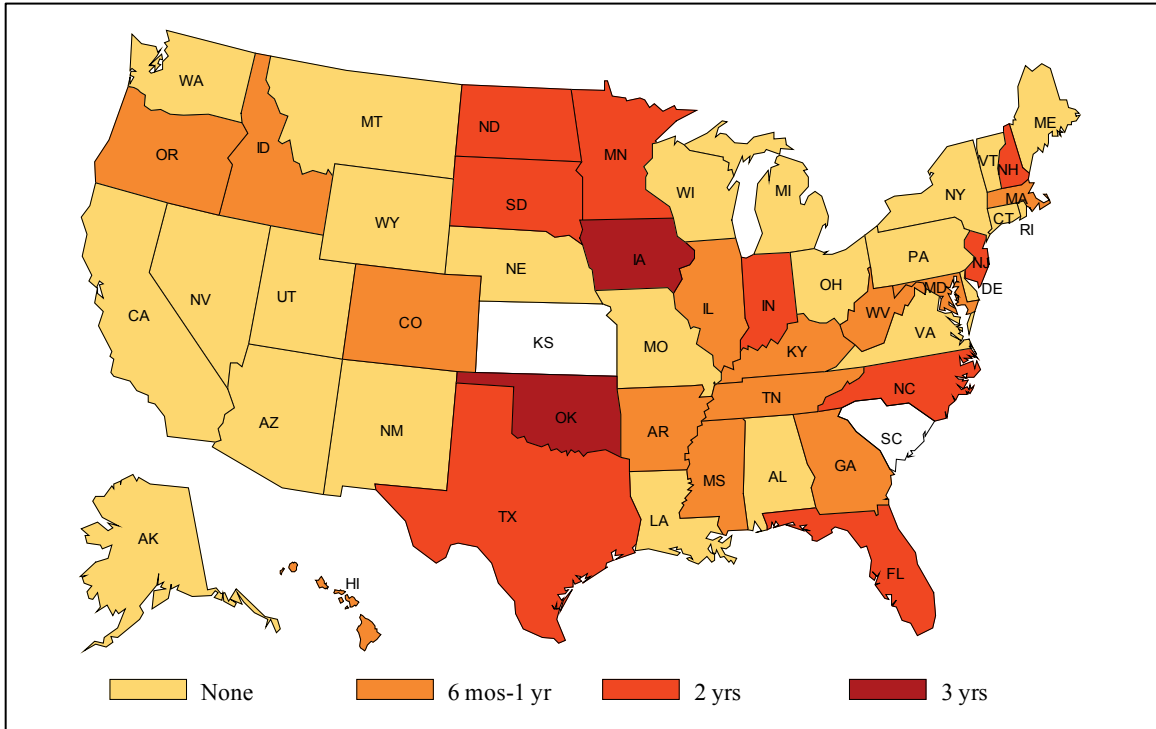 WA
MT
ND
MN
ME
OR
ID
VT
NH
WI
MI
NY
MA
SD
WY
CT
RI
IA
PA
NE
NJ
OH
DE
NV
UT
IL
IN
MD
WV
CA
CO
KS
MO
KY
VA
NC
TN
AZ
NM
OK
AR
SC
MS
AL
GA
TX
LA
AK
FL
HI
None
6 mos-1 yr
2 yrs
3 yrs